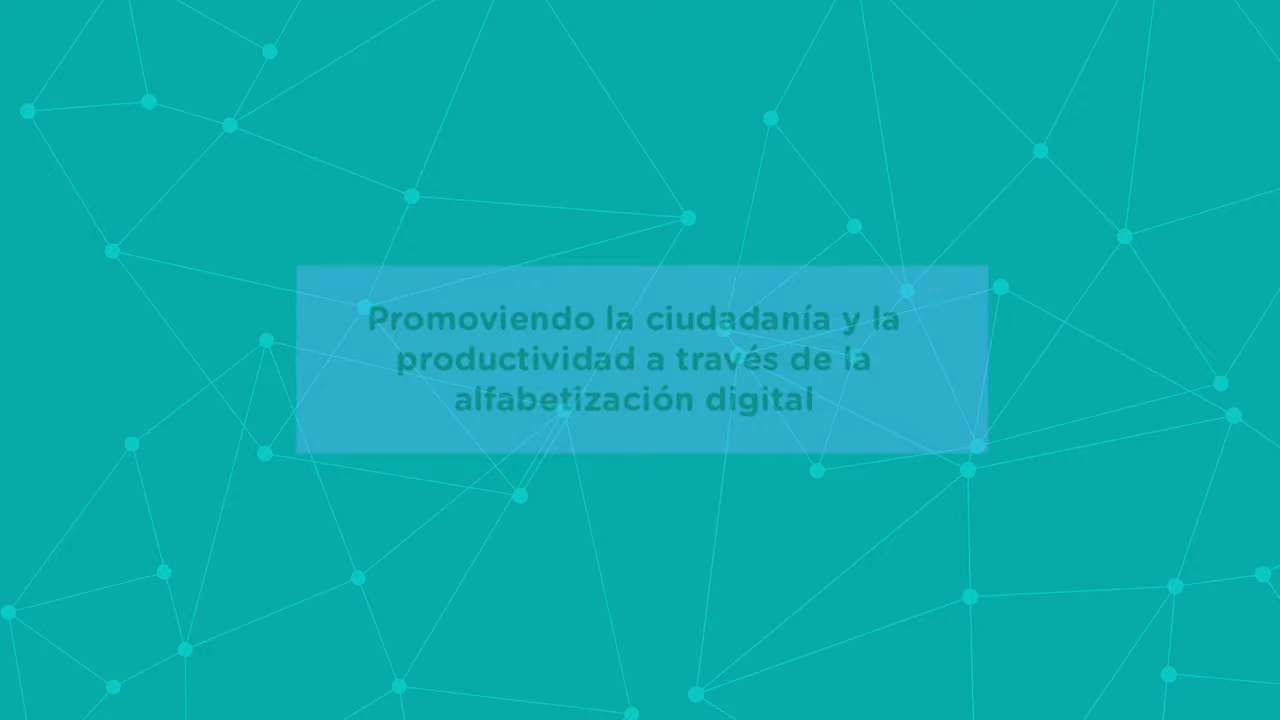 Promoviendo la ciudadanía y la
productividad a través de la
alfabetización digital